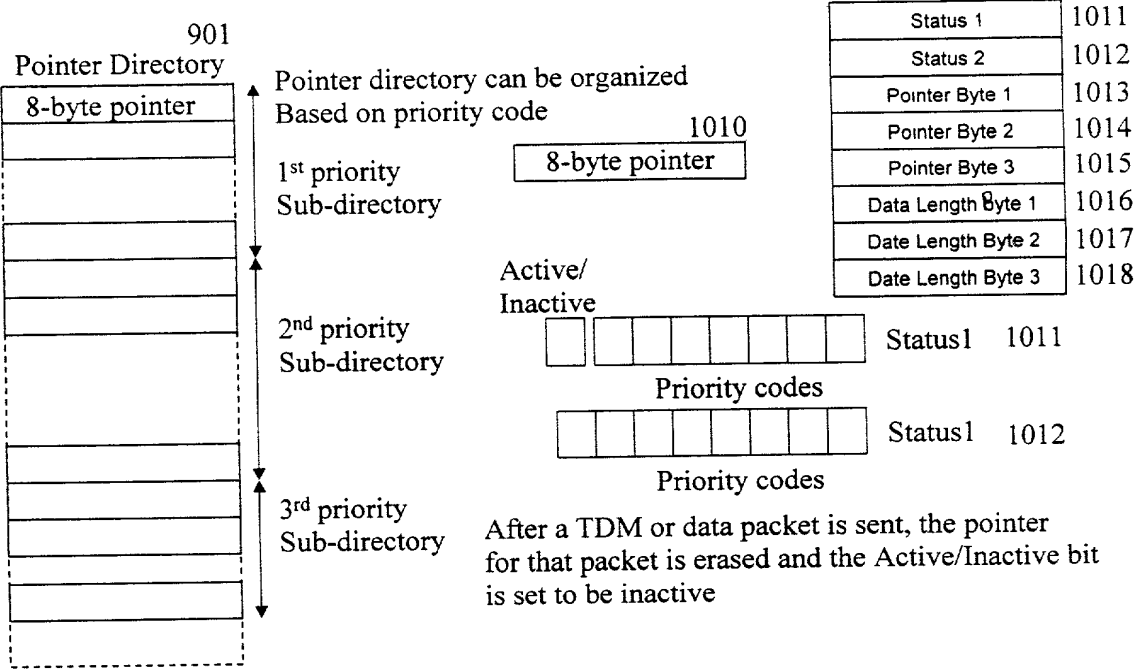 901
Pointer Directory
8-byte pointer
Pointer directory can be organized
Based on priority code
1st priority
Sub-directory
2nd priority
Sub-directory
3rd priority
Sub-directory
1010
8-byte pointer
Status 1 1011
Status 2 1012
Pointer Byte 1 1013
Pointer Byte 2 1014
Pointer Byte 3 1015
Data Length Byte 1 1016
Date Length Byte 2 1017
Date Length Byte 3 1018
Active/
Inactive
Status1 1011
Priority codes
Status1 1012
Priority codes
After a TDM or data packet is sent, the pointer
for that packet is erased and the Active/Inactive bit
is set to be inactive